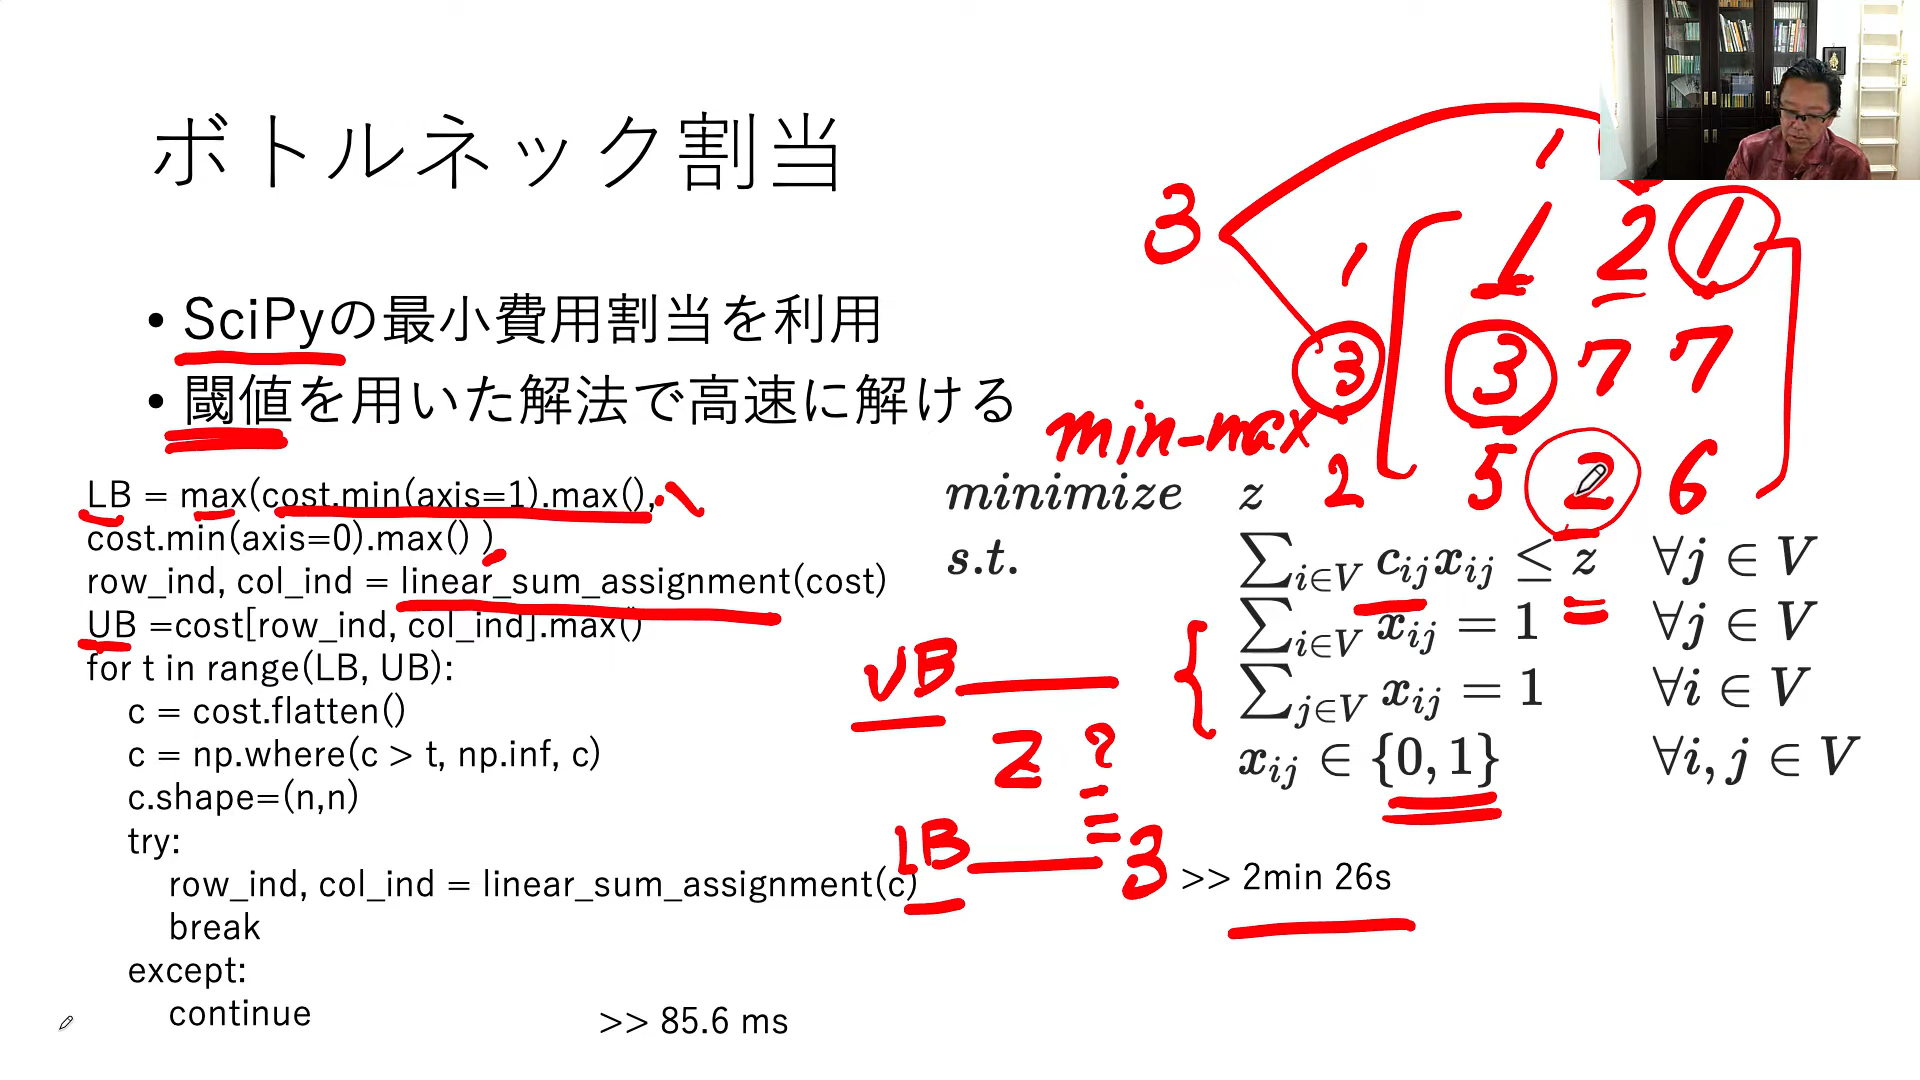 ボトルネック割当
• SciPyの最小費用割当を利用
• 閾値を用いた解法で高速に解ける
LB = max(cost.min(axis=1).max(),
cost.min(axis=0).max() )
row_ind, col_ind = linear_sum_assignment(cost)
UB =cost[row_ind, col_ind].max()
for t in range(LB, UB):
c = cost.flatten()
c = np.where(c > t, np.inf, c)
c.shape=(n,n)
try:
row_ind, col_ind = linear_sum_assignment(c)
break
except:
continue
>> 85.6 ms
1
3
1 1 2 1
3 3 7 7
min-max
2 5 2 6
minimize z
s.t. ∑i∈V cijxij ≤ z ∀j ∈ V
∑i∈V xij = 1 ∀j ∈ V
∑j∈V xij = 1 ∀i ∈ V
xij ∈ {0, 1} ∀i, j ∈ V
UB
Z ?
LB 3
>> 2min 26s